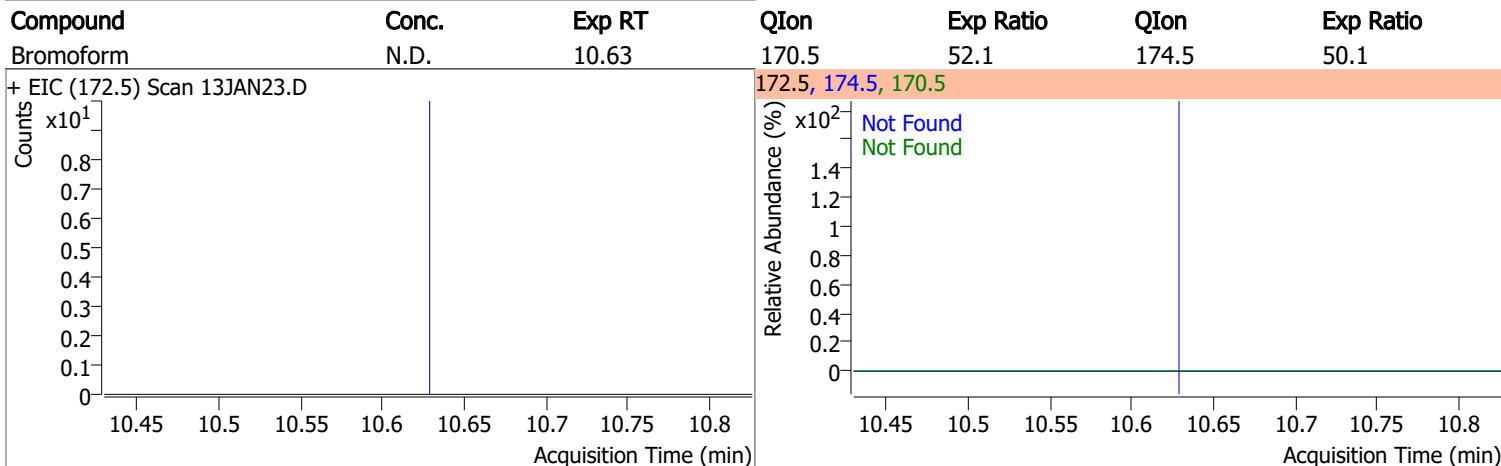 Compound Conc. Exp RT QIon Exp Ratio QIon Exp Ratio
Bromoform N.D. 10.63 170.5 52.1 174.5 50.1
+ EIC (172.5) Scan 13JAN23.D
Counts
x10¹
0.8
0.7
0.6
0.5
0.4
0.3
0.2
0.1
0
10.45 10.5 10.55 10.6 10.65 10.7 10.75 10.8
Acquisition Time (min)
172.5, 174.5, 170.5
Relative Abundance (%)
x10²
Not Found
Not Found
1.4
1.2
1
0.8
0.6
0.4
0.2
0
10.45 10.5 10.55 10.6 10.65 10.7 10.75 10.8
Acquisition Time (min)